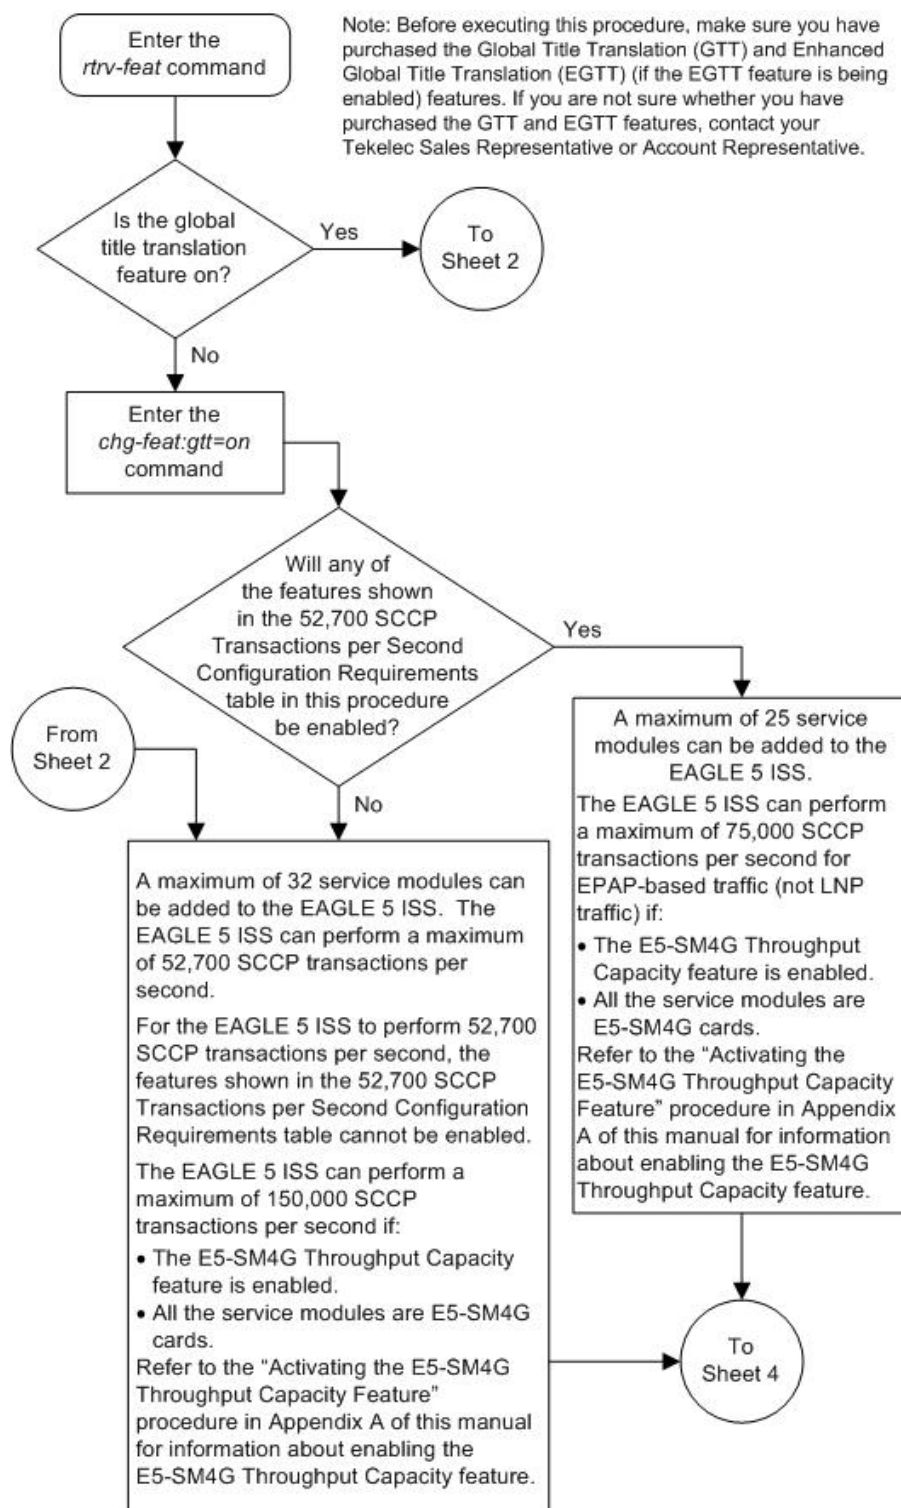 Enter the
rtrv-feat command
Note: Before executing this procedure, make sure you have
purchased the Global Title Translation (GTT) and Enhanced
Global Title Translation (EGTT) (if the EGTT feature is being
enabled) features. If you are not sure whether you have
purchased the GTT and EGTT features, contact your
Tekelec Sales Representative or Account Representative.
Is the global
title translation
feature on?
Yes
To
Sheet 2
No
Enter the
chg-feat:gtt=on
command
Will any of
the features shown
in the 52,700 SCCP
Transactions per Second
Configuration Requirements
table in this procedure
be enabled?
Yes
No
From
Sheet 2
A maximum of 25 service
modules can be added to the
EAGLE 5 ISS.
The EAGLE 5 ISS can perform
a maximum of 75,000 SCCP
transactions per second for
EPAP-based traffic (not LNP
traffic) if:
• The E5-SM4G Throughput
Capacity feature is enabled.
• All the service modules are
E5-SM4G cards.
Refer to the “Activating the
E5-SM4G Throughput Capacity
Feature” procedure in Appendix
A of this manual for information
about enabling the E5-SM4G
Throughput Capacity feature.
A maximum of 32 service modules can
be added to the EAGLE 5 ISS. The
EAGLE 5 ISS can perform a maximum
of 52,700 SCCP transactions per
second.
For the EAGLE 5 ISS to perform 52,700
SCCP transactions per second, the
features shown in the 52,700 SCCP
Transactions per Second Configuration
Requirements table cannot be enabled.
The EAGLE 5 ISS can perform a
maximum of 150,000 SCCP
transactions per second if:
• The E5-SM4G Throughput Capacity
feature is enabled.
• All the service modules are E5-SM4G
cards.
Refer to the “Activating the E5-SM4G
Throughput Capacity Feature”
procedure in Appendix A of this manual
for information about enabling the
E5-SM4G Throughput Capacity feature.
To
Sheet 4